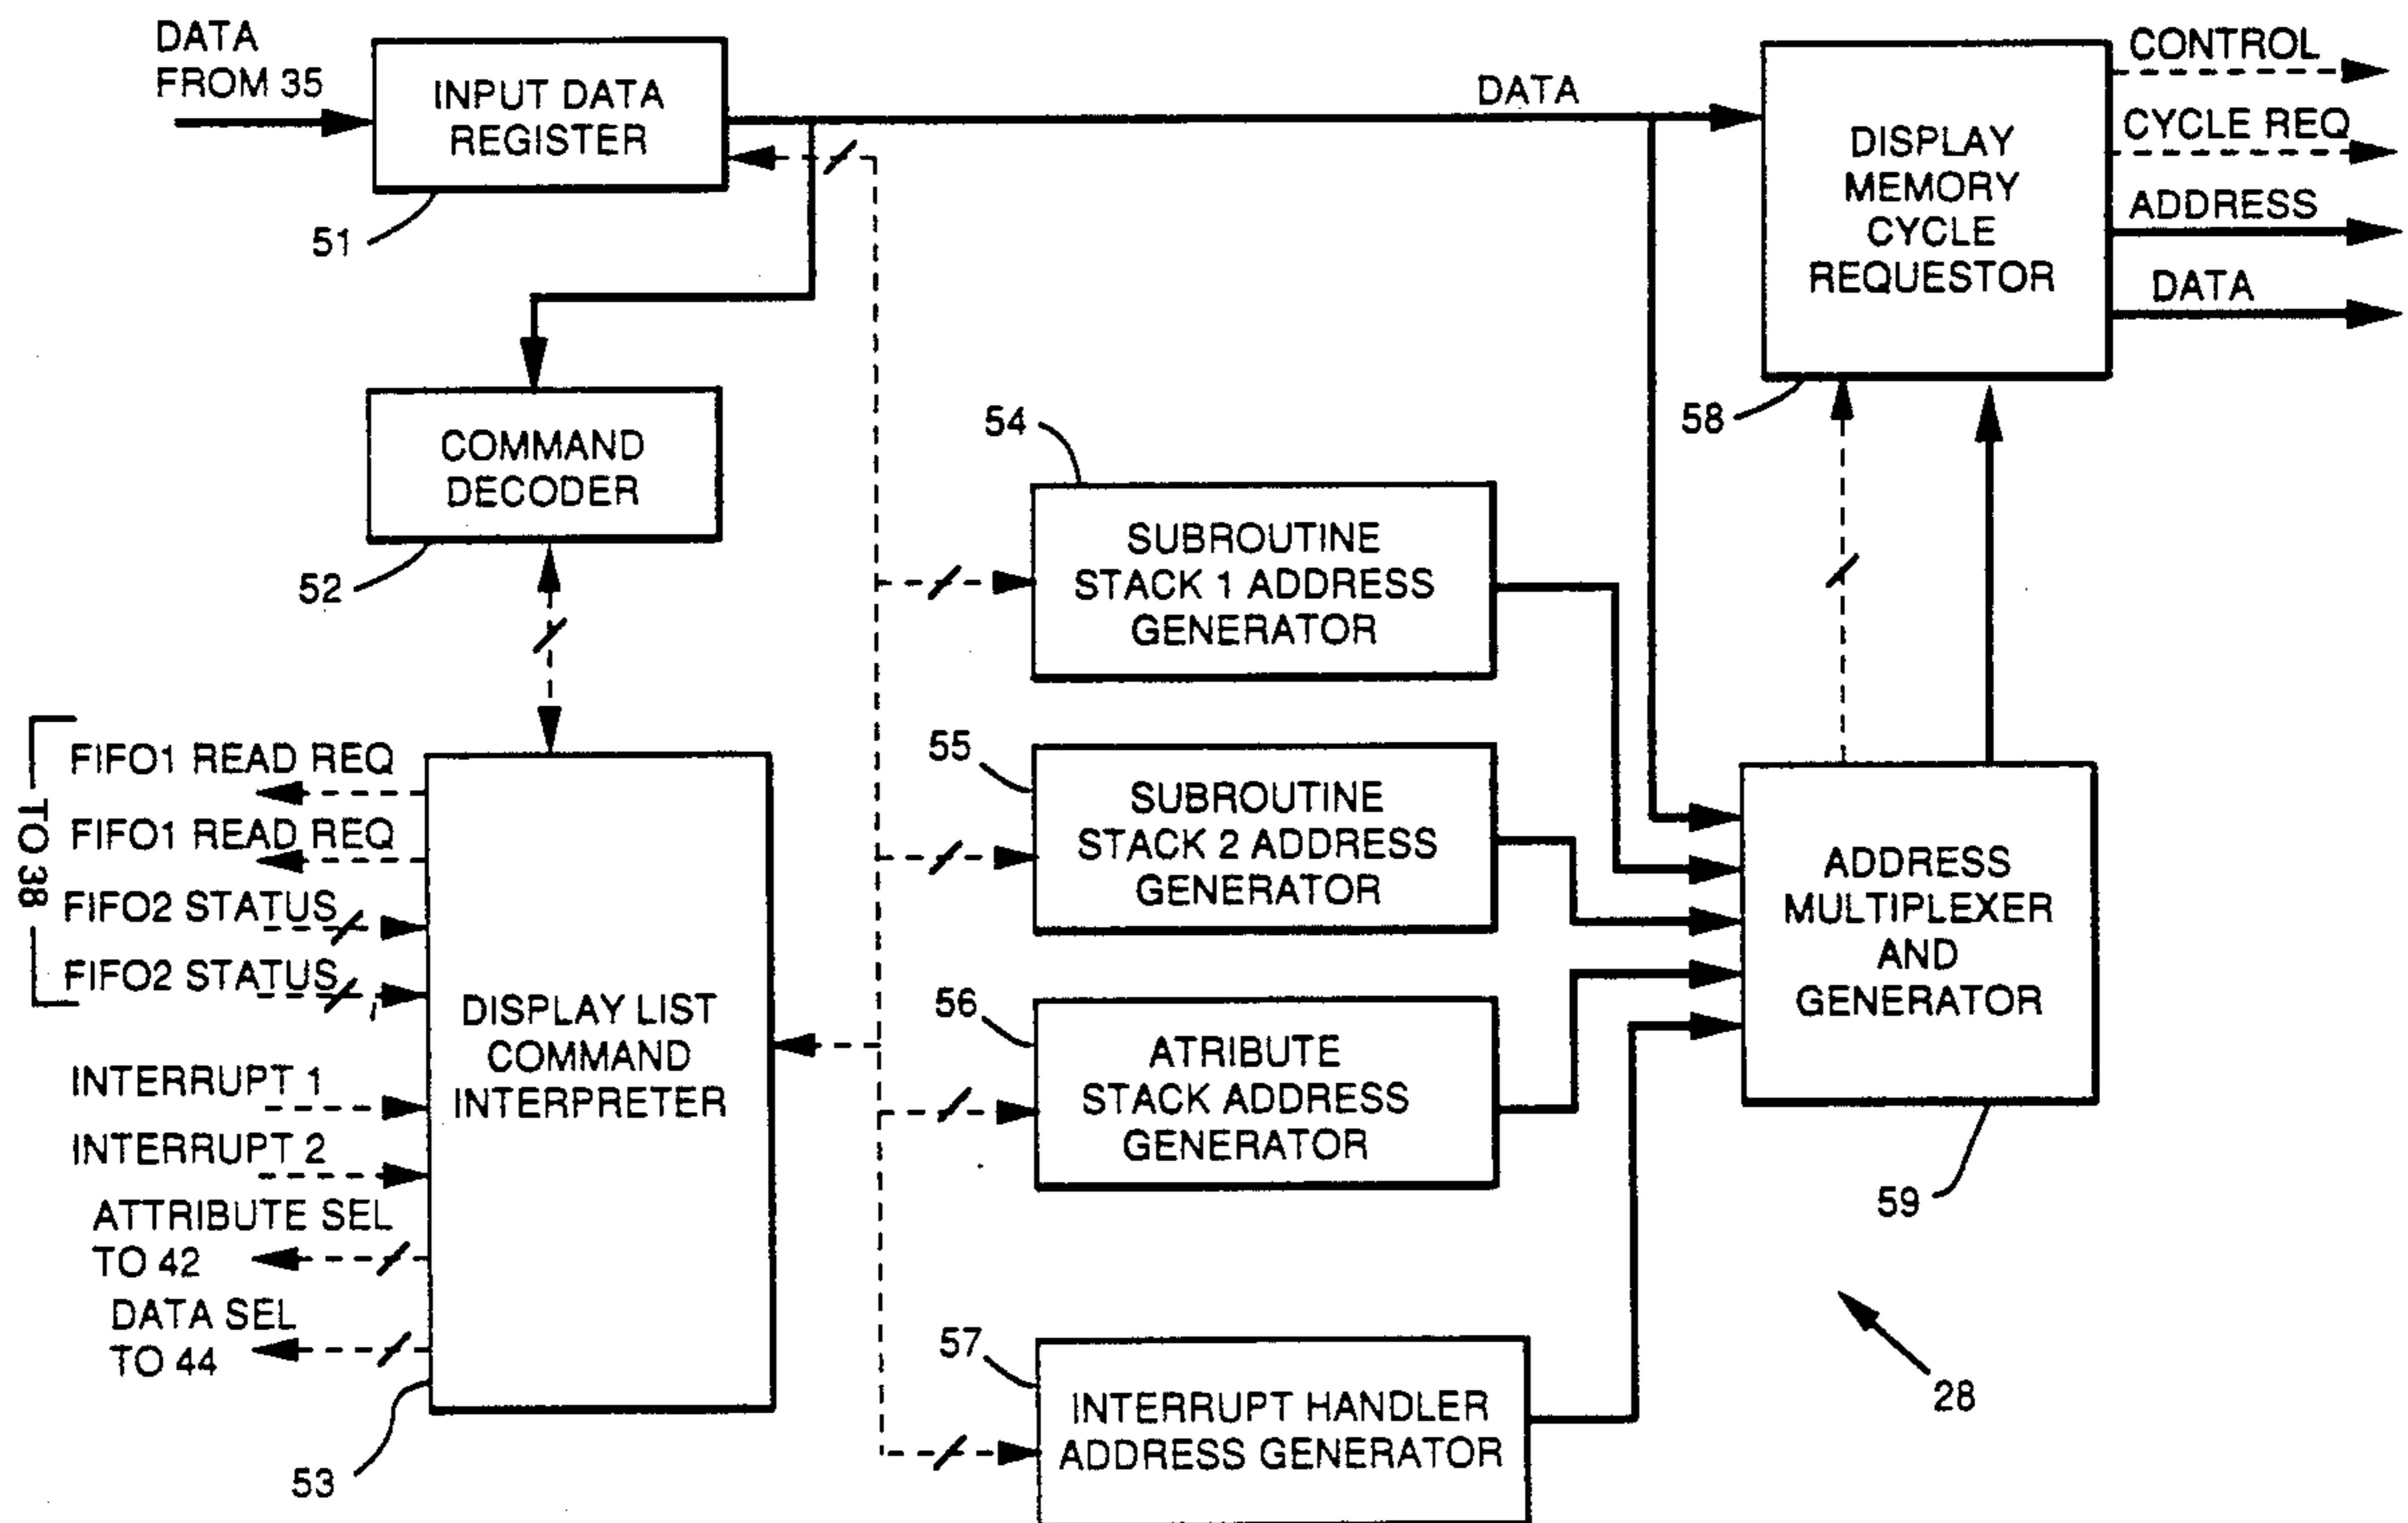 DATA
FROM 35
INPUT DATA
REGISTER
51
DATA
DISPLAY
MEMORY
CYCLE
REQUESTOR
58
CONTROL
CYCLE REQ
ADDRESS
DATA
COMMAND
DECODER
52
54
SUBROUTINE
STACK 1 ADDRESS
GENERATOR
55
SUBROUTINE
STACK 2 ADDRESS
GENERATOR
56
ATRIBUTE
STACK ADDRESS
GENERATOR
57
INTERRUPT HANDLER
ADDRESS GENERATOR
ADDRESS
MULTIPLEXER
AND
GENERATOR
59
TO 38
FIFO1 READ REQ
FIFO1 READ REQ
FIFO2 STATUS
FIFO2 STATUS
INTERRUPT 1
INTERRUPT 2
ATTRIBUTE SEL
TO 42
DATA SEL
TO 44
DISPLAY LIST
COMMAND
INTERPRETER
53
28